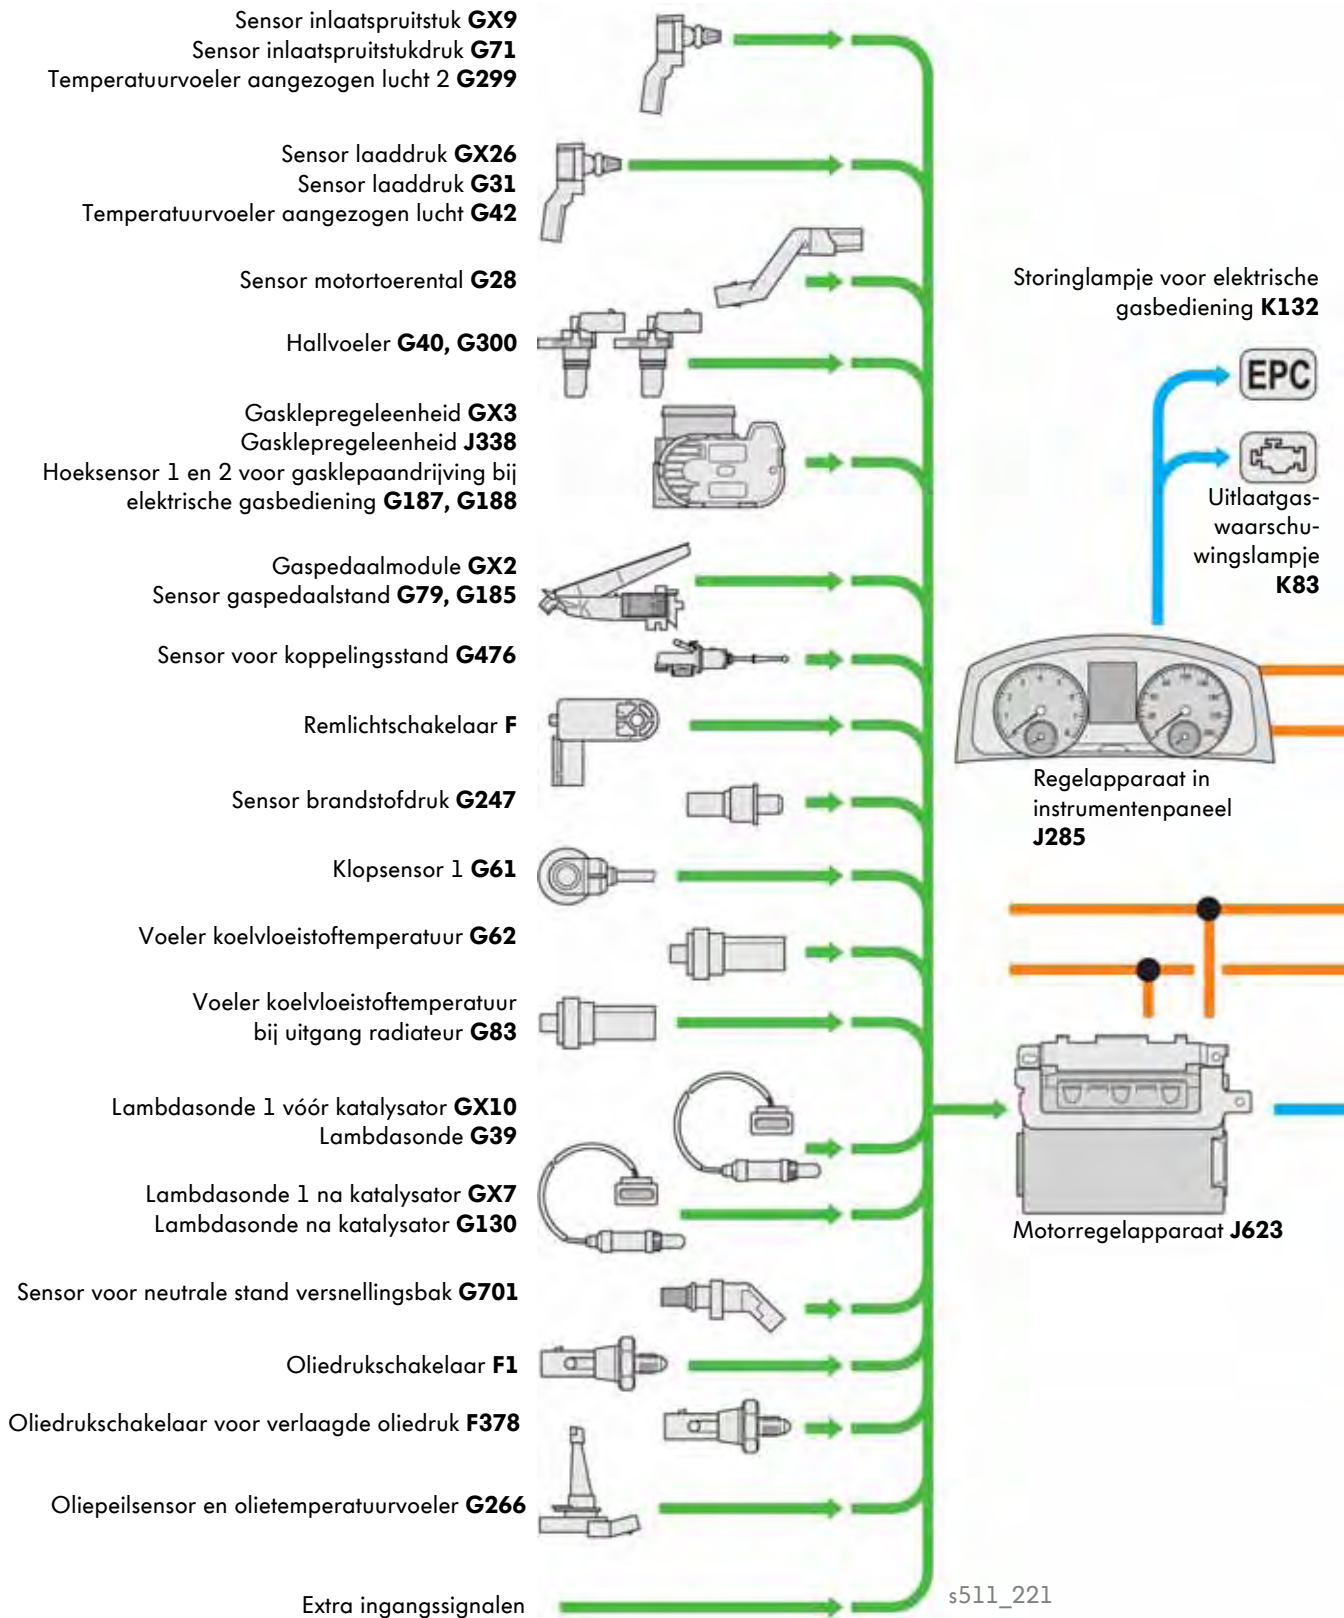 Sensor inlaatspruitstuk GX9
Sensor inlaatspruitstukdruk G71
Temperatuurvoeler aangezogen lucht 2 G299
Sensor laaddruk GX26
Sensor laaddruk G31
Temperatuurvoeler aangezogen lucht G42
Sensor motortoerental G28
Hallvoeler G40, G300
Gasklepregeleenheid GX3
Gasklepregeleenheid J338
Hoeksensor 1 en 2 voor gasklepaandrijving bij
elektrische gasbediening G187, G188
Gaspedaalmodule GX2
Sensor gaspedaalstand G79, G185
Sensor voor koppelingsstand G476
Remlichtschakelaar F
Sensor brandstofdruk G247
Klopsensor 1 G61
Voeler koelvloeistoftemperatuur G62
Voeler koelvloeistoftemperatuur
bij uitgang radiateur G83
Lambdasonde 1 vóór katalysator GX10
Lambdasonde G39
Lambdasonde 1 na katalysator GX7
Lambdasonde na katalysator G130
Sensor voor neutrale stand versnellingsbak G701
Oliedrukschakelaar F1
Oliedrukschakelaar voor verlaagde oliedruk F378
Oliepeilsensor en olietemperatuurvoeler G266
Extra ingangssignalen
Storinglampje voor elektrische
gasbediening K132
EPC
Uitlaatgas-
waarschu-
wingslampje
K83
Regelapparaat in
instrumentenpaneel
J285
Motorregelapparaat J623
s511_221